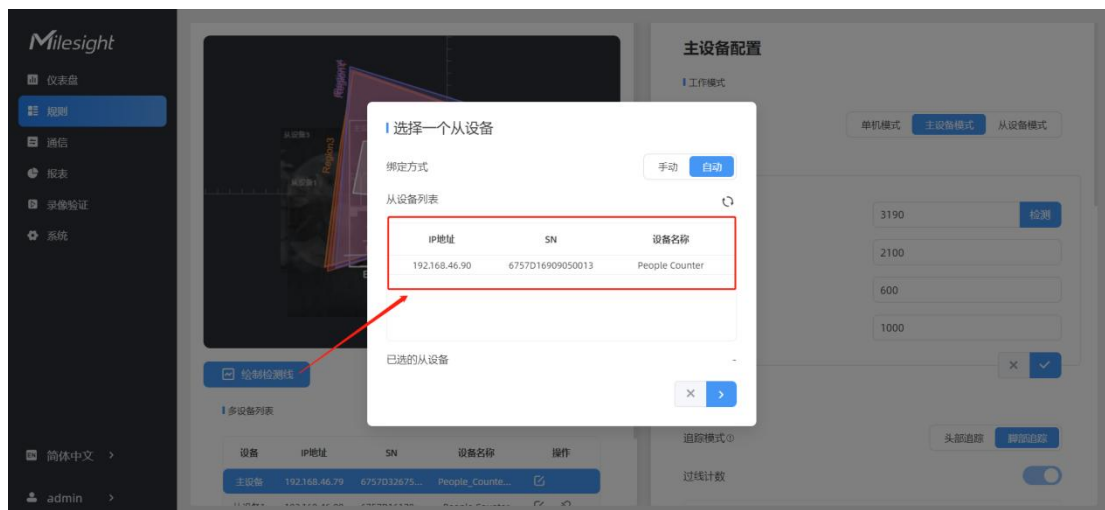 Milesight
仪表盘
规则
通信
报表
录像验证
系统
简体中文
admin
Region3
从设备3
从设备1
绘制检测线
多设备列表
设备 IP地址 SN 设备名称 操作
主设备 192.168.46.79 6757D32675... People_Counte...
选择一个从设备
绑定方式 手动 自动
从设备列表
IP地址 SN 设备名称
192.168.46.90 6757D16909050013 People Counter
已选的从设备 -
主设备配置
工作模式
单机模式 主设备模式 从设备模式
3190 检测
2100
600
1000
追踪模式 头部追踪 脚部追踪
过线计数